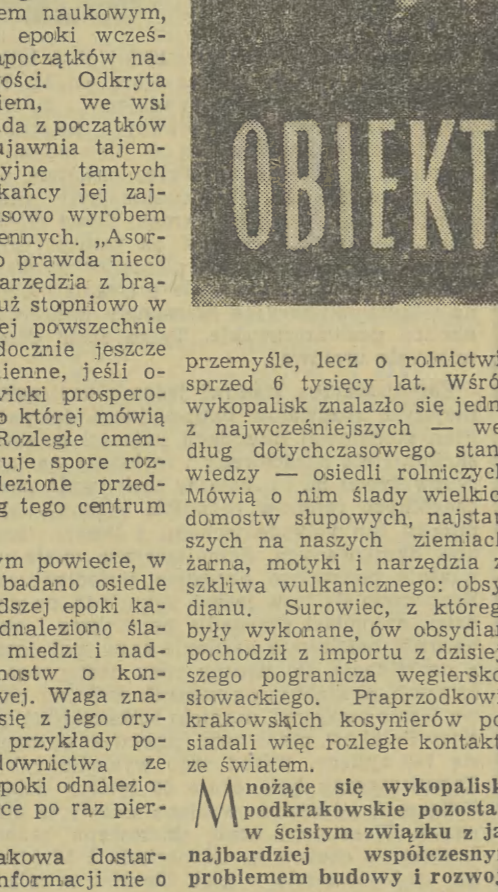 em naukowym,
epoki wcześ-
początków na-
ości. Odkryta
iem, we wsi
da z początków
ujawnia tajem-
yjne tamtych
kańcy jej zaj-
sowo wyrobem
ennych. „Asor-
o prawda nieco
arzędzia z brą-
uż stopniowo w
ej powszechnie
docznie jeszcze
ienne, jeśli o-
vicki prospero-
o której mówią
Rozległe cmen-
uje spore roz-
lezione przed-
g tego centrum
ym powiecie, w
badano osiedle
dszej epoki ka-
dnaleziono śla-
miedzi i nad-
nostw o kon-
wej. Waga zna-
się z jego ory-
przykłady po-
downictwa ze
poki odnalezio-
ce po raz pier-
akowa dostar-
nformacji nie o
OBIEKT
przemyśle, lecz o rolnictwi
sprzed 6 tysięcy lat. Wśró
wykopalisk znalazło się jedn
z najwcześniejszych — we
dług dotychczasowego stan
wiedzy — osiedli rolniczyc
Mówią o nim ślady wielkic
domostw słupowych, najstar
szych na naszych ziemiac
żarna, motyki i narzędzia z
szkliwa wulkanicznego: obsy
dianu. Surowiec, z któreg
były wykonane, ów obsydia
pochodził z importu z dzisiej
szego pogranicza węgiersko
słowackiego. Praprzodkowi
krakowskich kosynierów po
siadali więc rozległe kontakt
ze światem.
Mnożące się wykopalisk
podkrakowskie pozosta
w ścisłym związku z ja
najbardziej współczesny
problemem budowy i rozwo